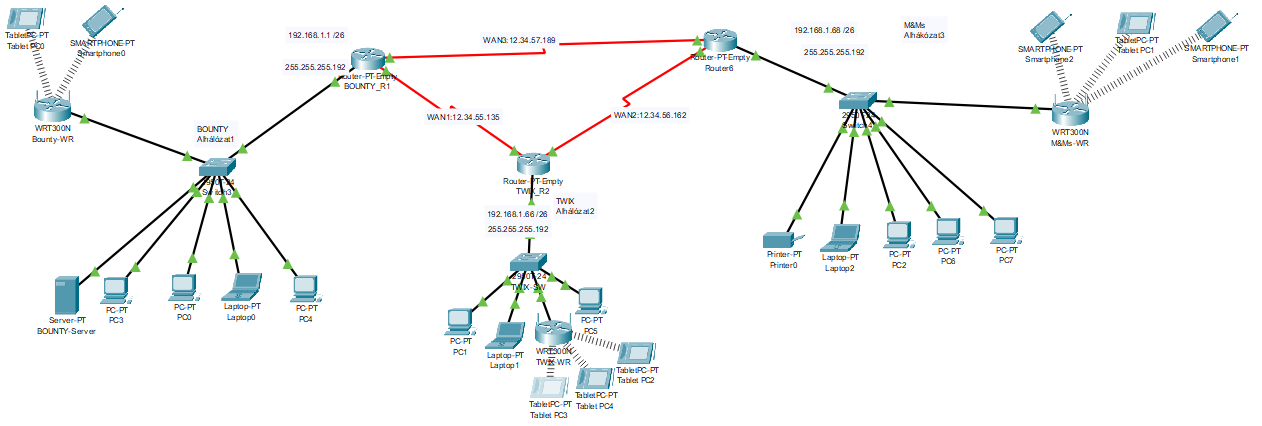 TabletPC-PT
Tablet PC0
SMARTPHONE-PT
Smartphone0
WRT300N
Bounty-WR
192.168.1.1 /26
255.255.255.192
Router-PT-Empty
BOUNTY_R1
WAN3:12.34.57.189
WAN1:12.34.55.135
WAN2:12.34.56.162
Router-PT-Empty
Router6
192.168.1.68 /26
255.255.255.192
M&Ms
Alhálózat3
SMARTPHONE-PT
Smartphone2
TabletPC-PT
Tablet PC1
SMARTPHONE-PT
Smartphone1
WRT300N
M&Ms-WR
BOUNTY
Alhálózat1
2950T-24
Switch3
Switch4
Router-PT-Empty
TWIX_R2
TWIX
Alhálózat2
192.168.1.66 /26
255.255.255.192
2950T-24
TWIX-SW
Server-PT
BOUNTY-Server
PC-PT
PC3
PC-PT
PC0
Laptop-PT
Laptop0
PC-PT
PC4
PC-PT
PC1
Laptop-PT
Laptop1
WRT300N
TWIX-WR
PC-PT
PC5
TabletPC-PT
Tablet PC2
TabletPC-PT
Tablet PC4
TabletPC-PT
Tablet PC3
Printer-PT
Printer0
Laptop-PT
Laptop2
PC-PT
PC2
PC-PT
PC6
PC-PT
PC7